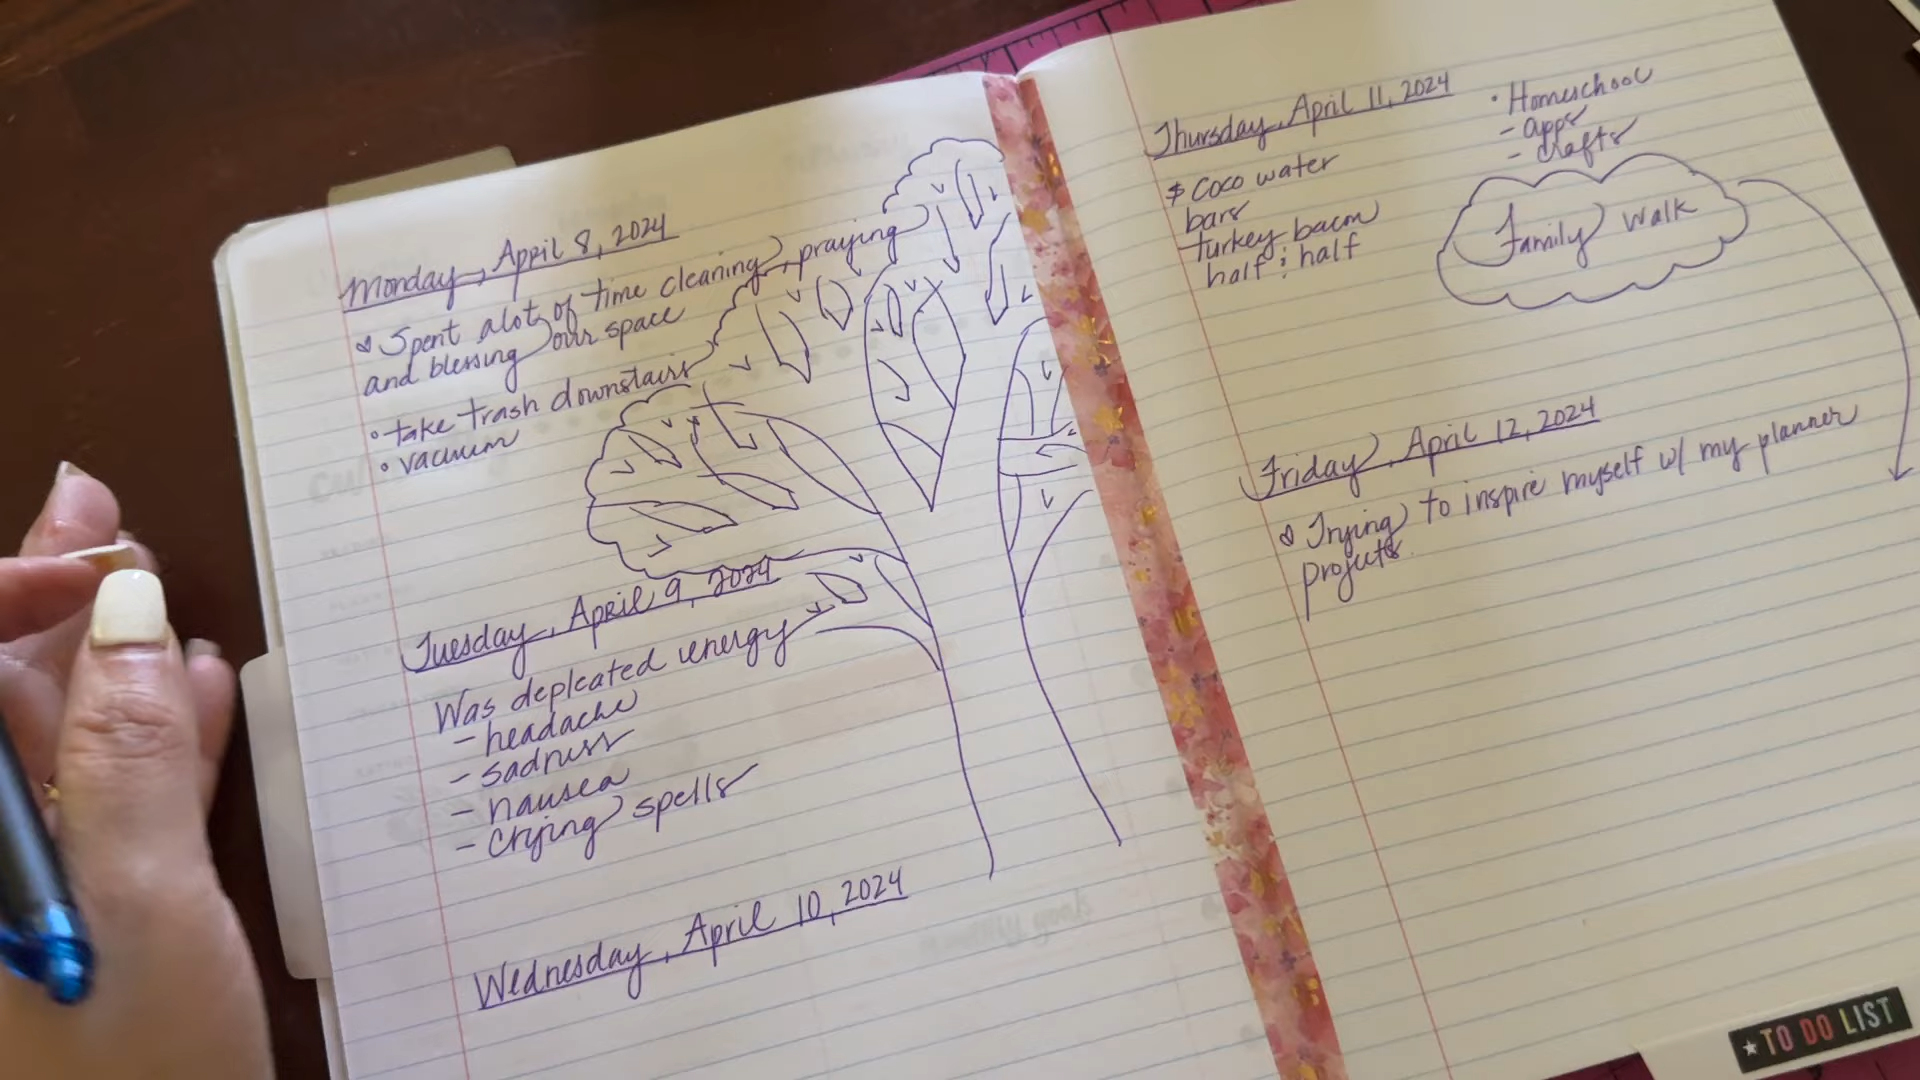 Monday, April 8, 2024
Spent alot of time cleaning, praying
and blessing our space
• take trash downstairs
• vacuum
Tuesday, April 9, 2024
Was depleated energy
- headache
- sadness
- nausea
- crying spells
Wednesday, April 10, 2024
Thursday, April 11, 2024
$ Coco water
bars
turkey bacon
half & half
• Homeschool
- apps
- crafts
Family Walk
Friday, April 12, 2024
Trying to inspire myself w/ my planner
projects.
★ TO DO LIST